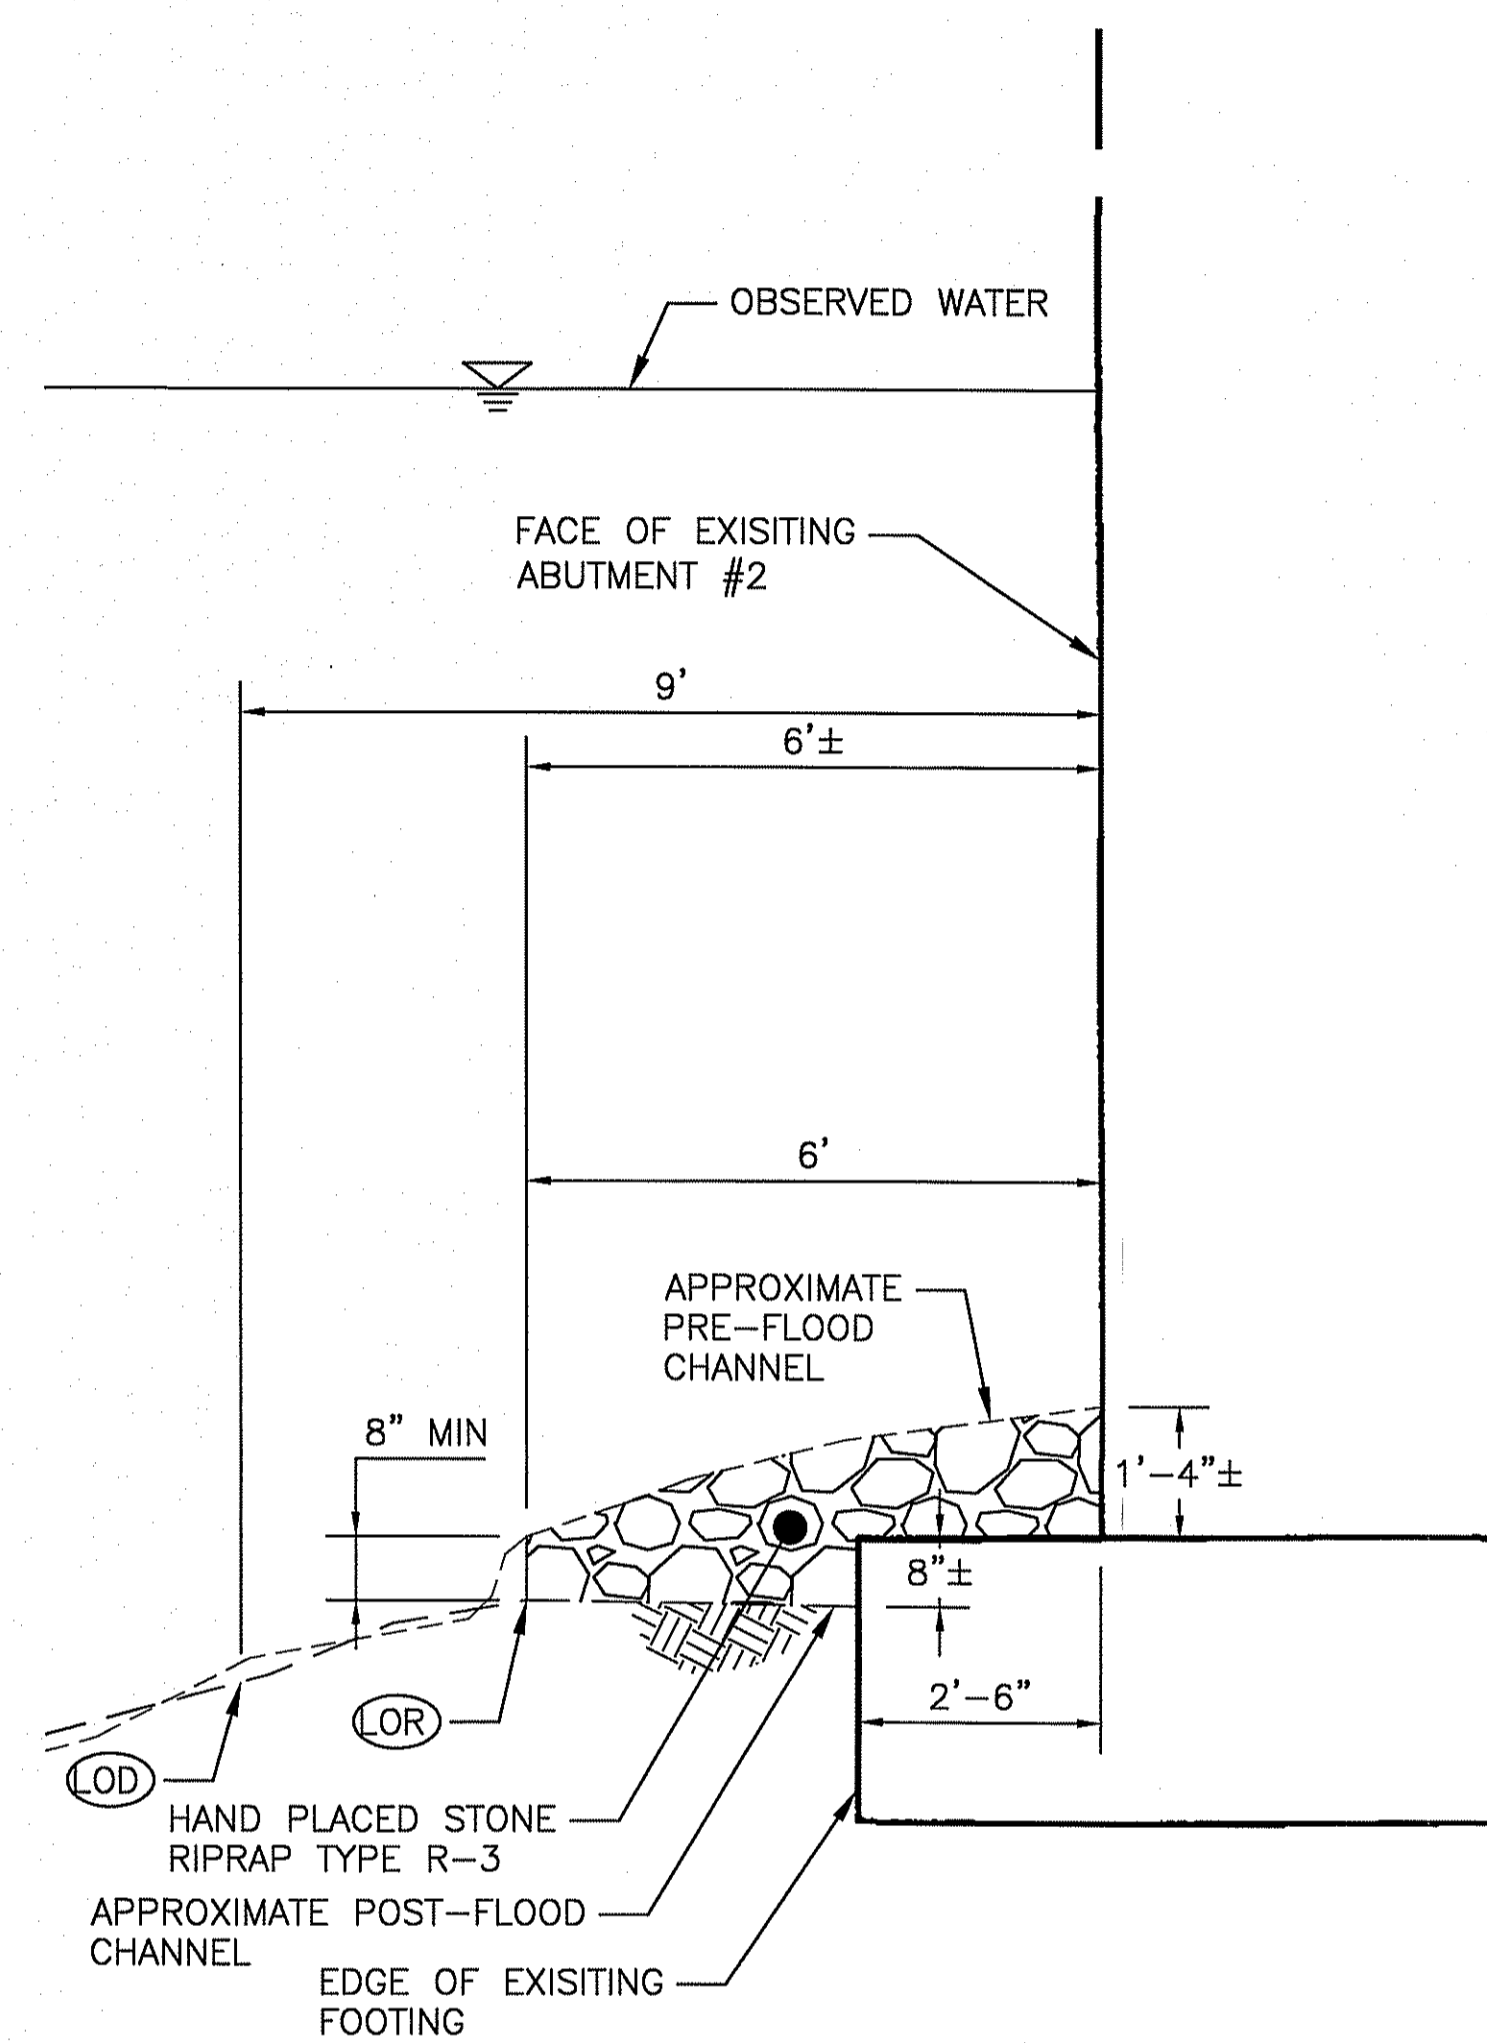 OBSERVED WATER
FACE OF EXISITING
ABUTMENT #2
9'
6'±
6'
APPROXIMATE
PRE-FLOOD
CHANNEL
8" MIN
1'-4"±
8"±
2'-6"
LOR
LOD
HAND PLACED STONE
RIPRAP TYPE R-3
APPROXIMATE POST-FLOOD
CHANNEL
EDGE OF EXISITING
FOOTING